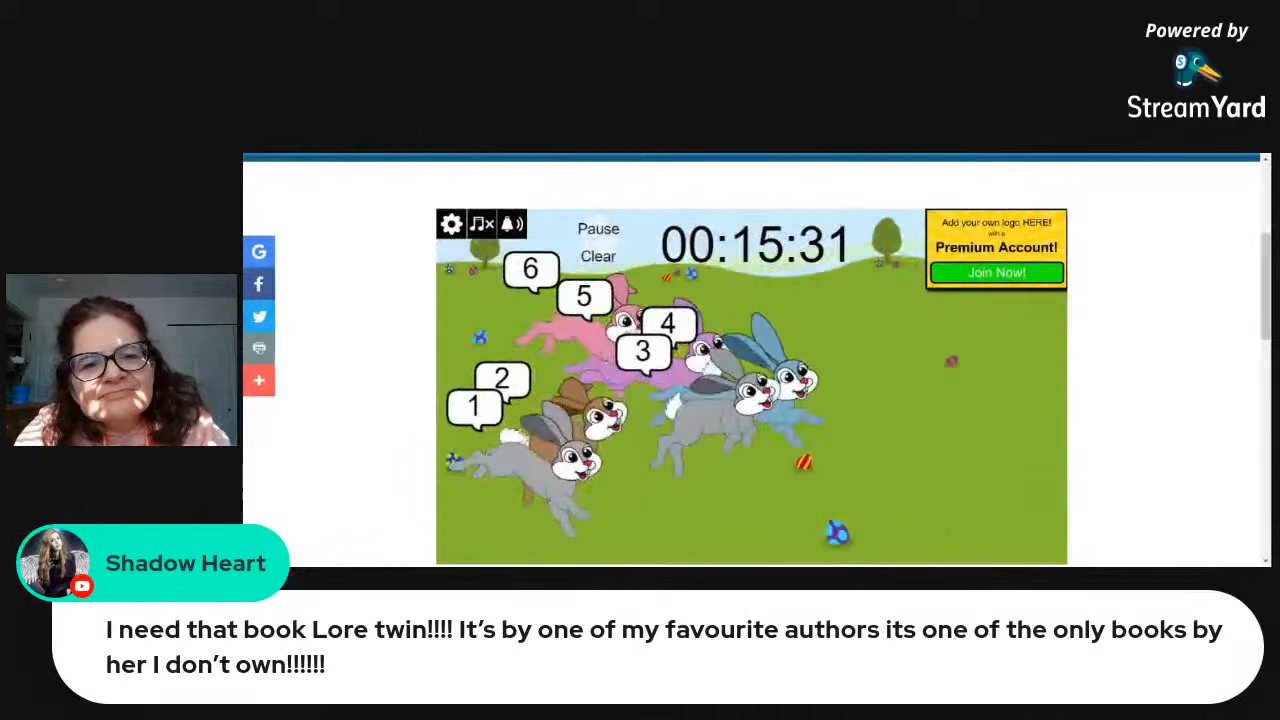 Powered by
StreamYard
Pause
Clear
00:15:31
Add your own logo HERE!
with a
Premium Account!
Join Now!
6
5
4
3
2
1
Shadow Heart
I need that book Lore twin!!!! It’s by one of my favourite authors its one of the only books by
her I don’t own!!!!!!